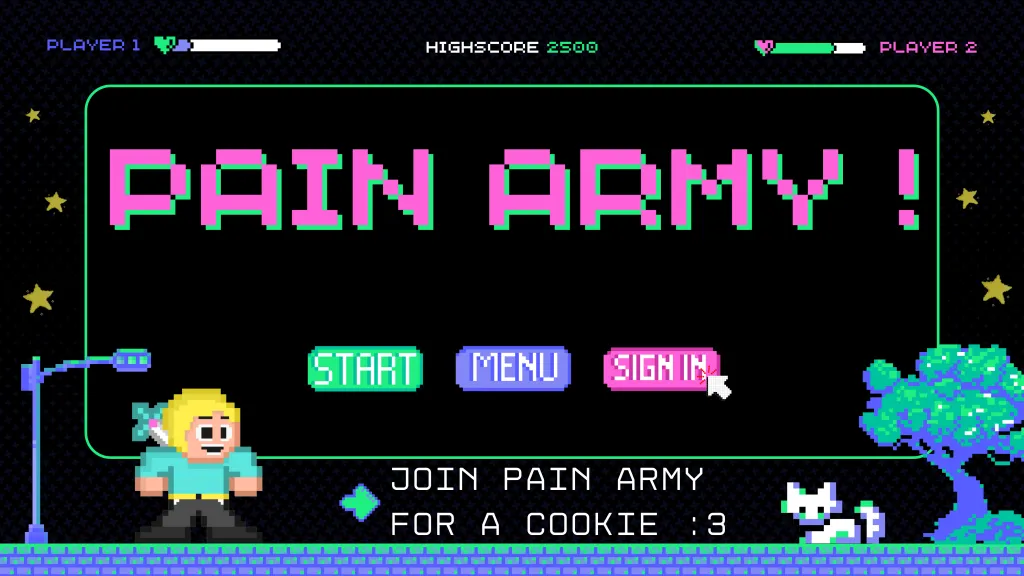 PLAYER 1
HIGHSCORE 2500
PLAYER 2
PAIN ARMY !
START
MENU
SIGN IN
JOIN PAIN ARMY
FOR A COOKIE :3